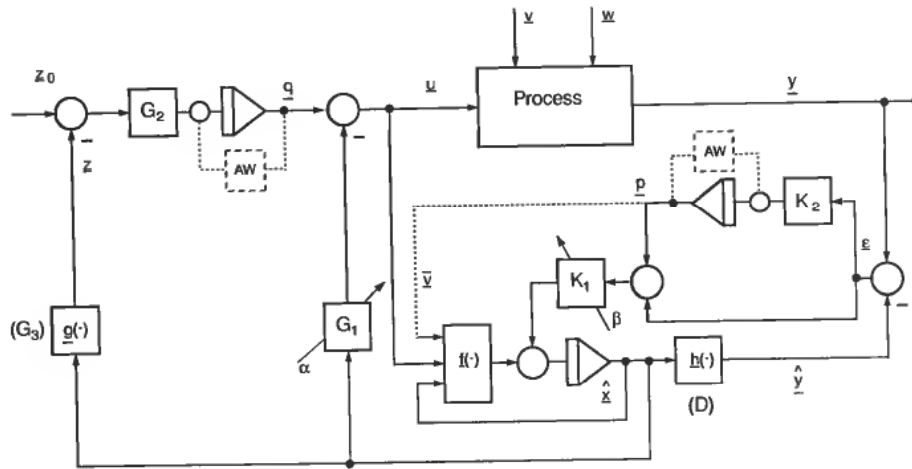 v w
z0
G2
q
u
Process
y
AW
AW
z
p
K2
ε
v̄
K1
(G3) g(·)
G1
β
α
f(·)
h(·)
x̂
ŷ
(D)